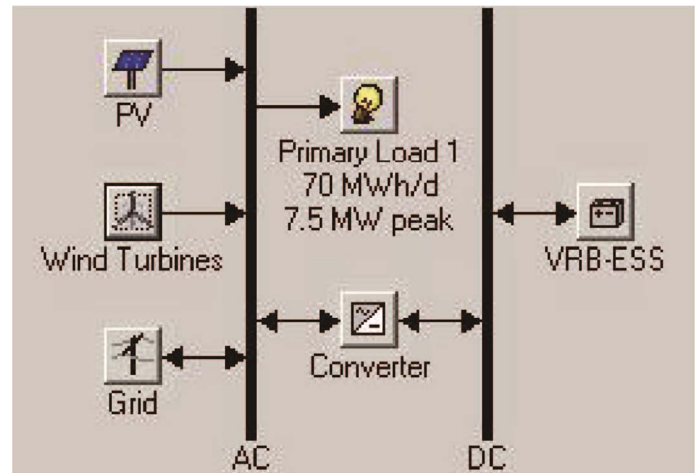 PV
Primary Load 1
70 MWh/d
7.5 MW peak
Wind Turbines
VRB-ESS
Converter
Grid
AC
DC